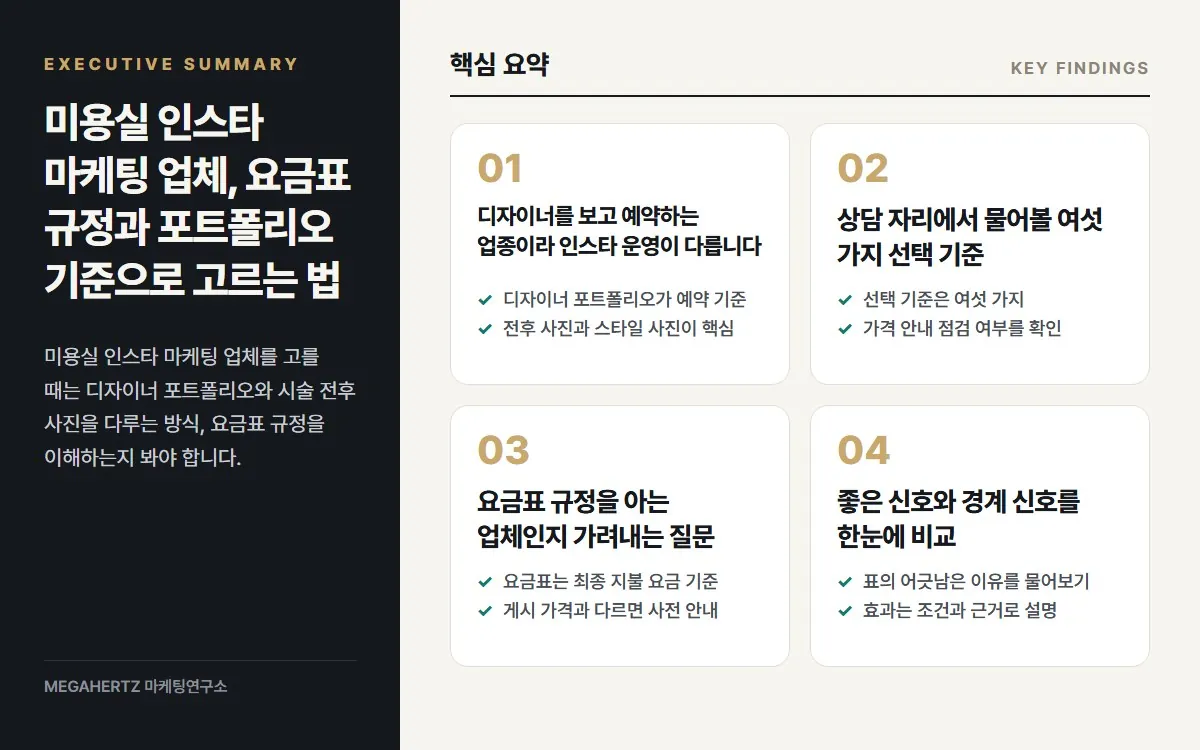 EXECUTIVE SUMMARY
미용실 인스타
마케팅 업체, 요금표
규정과 포트폴리오
기준으로 고르는 법
미용실 인스타 마케팅 업체를 고를
때는 디자이너 포트폴리오와 시술 전후
사진을 다루는 방식, 요금표 규정을
이해하는지 봐야 합니다.
MEGAHERTZ 마케팅연구소
핵심 요약
KEY FINDINGS
01
디자이너를 보고 예약하는
업종이라 인스타 운영이 다릅니다
✓ 디자이너 포트폴리오가 예약 기준
✓ 전후 사진과 스타일 사진이 핵심
02
상담 자리에서 물어볼 여섯
가지 선택 기준
✓ 선택 기준은 여섯 가지
✓ 가격 안내 점검 여부를 확인
03
요금표 규정을 아는
업체인지 가려내는 질문
✓ 요금표는 최종 지불 요금 기준
✓ 게시 가격과 다르면 사전 안내
04
좋은 신호와 경계 신호를
한눈에 비교
✓ 표의 어긋남은 이유를 물어보기
✓ 효과는 조건과 근거로 설명